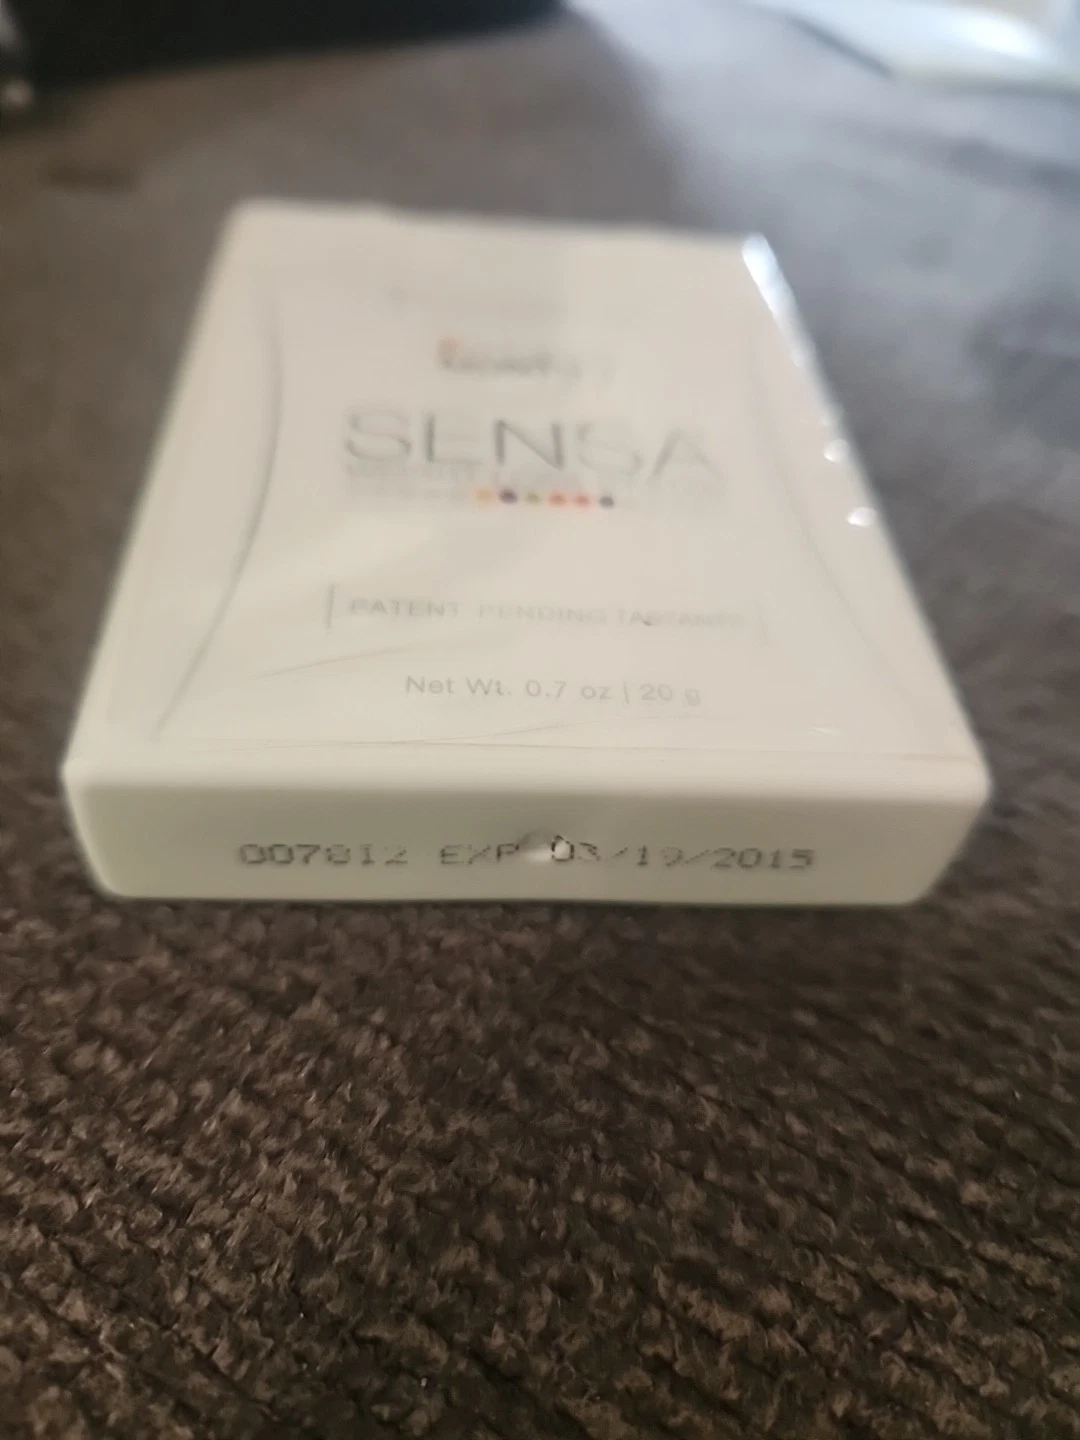 SENSA
PATENT PENDING TASTANTS
Net Wt. 0.7 oz | 20 g
007812 EXP 03/19/2015